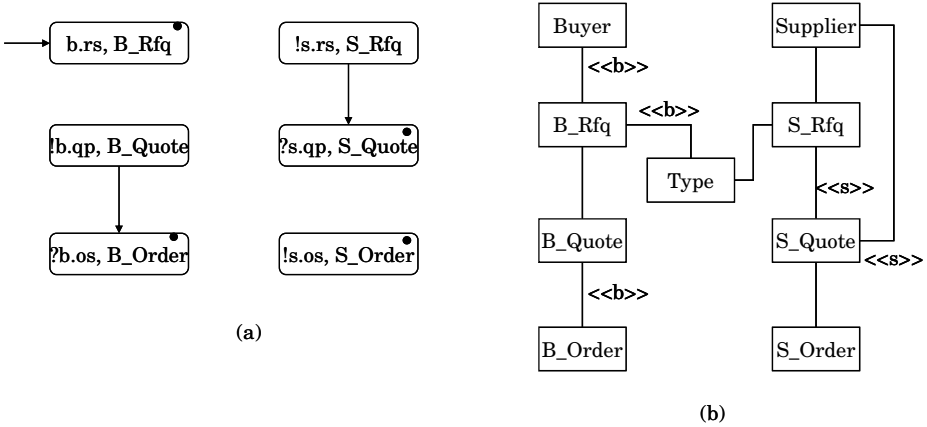 b.rs, B_Rfq
!s.rs, S_Rfq
!b.qp, B_Quote
?s.qp, S_Quote
?b.os, B_Order
!s.os, S_Order
(a)
Buyer
Supplier
<<b>>
<<b>>
B_Rfq
S_Rfq
Type
<<s>>
B_Quote
S_Quote
<<s>>
<<b>>
B_Order
S_Order
(b)